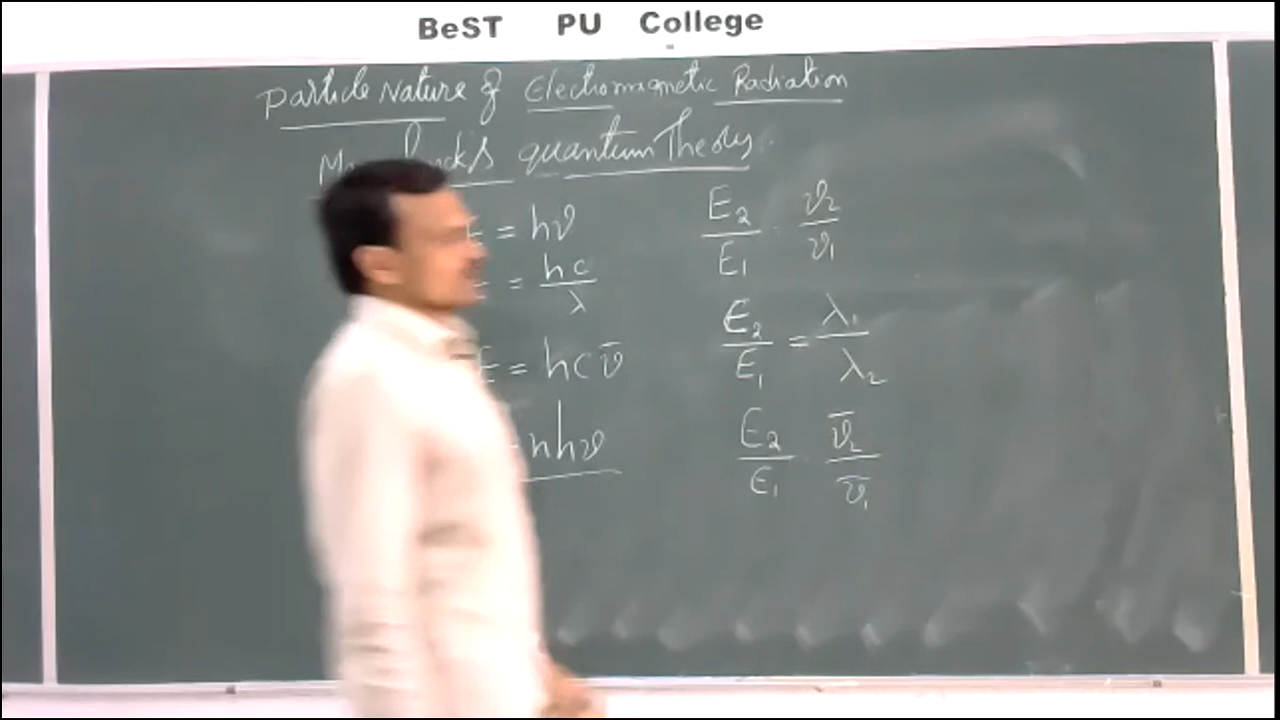 BeST PU College
Particle Nature of Electromagnetic Radiation
quantum Theory.
E = hν
E = hc/λ
E = hcν̄
nhν
E₂/E₁ ν₂/ν₁
E₂/E₁ = λ₁/λ₂
E₂/E₁ ν̄₂/ν̄₁